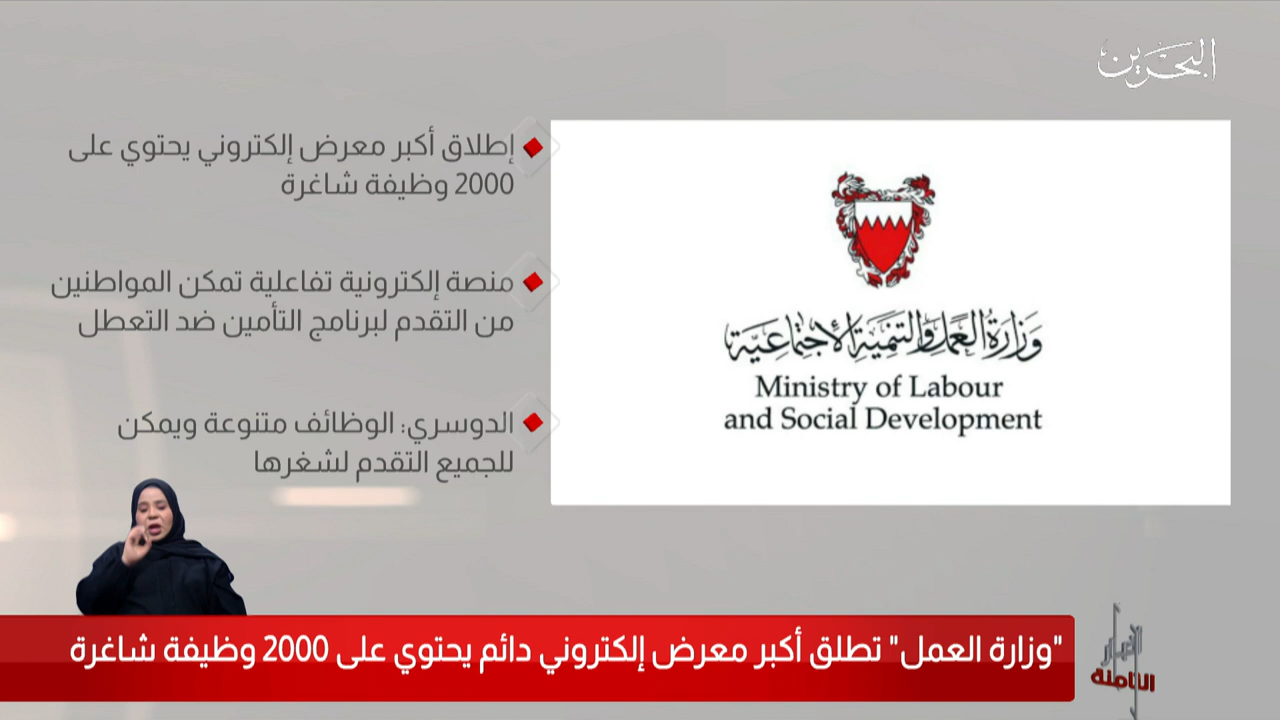 البحرين
إطلاق أكبر معرض إلكتروني يحتوي على
2000 وظيفة شاغرة
منصة إلكترونية تفاعلية تمكن المواطنين
من التقدم لبرنامج التأمين ضد التعطل
الدوسري: الوظائف متنوعة ويمكن
للجميع التقدم لشغرها
وزارة العمل والتنمية الاجتماعية
Ministry of Labour
and Social Development
"وزارة العمل" تطلق أكبر معرض إلكتروني دائم يحتوي على 2000 وظيفة شاغرة
أخبار
الثامنة